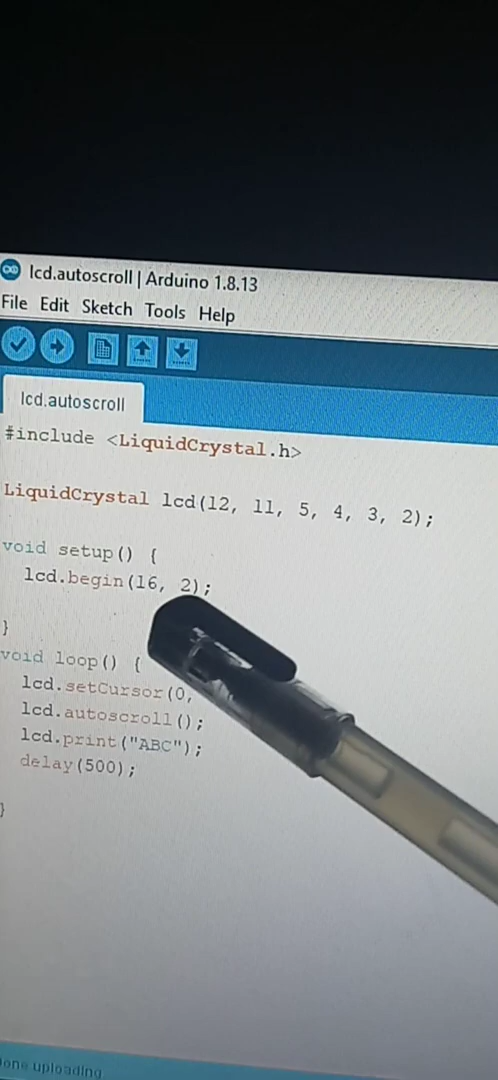 lcd.autoscroll | Arduino 1.8.13
File Edit Sketch Tools Help
lcd.autoscroll
#include <LiquidCrystal.h>
LiquidCrystal lcd(12, 11, 5, 4, 3, 2);
void setup() {
lcd.begin(16, 2);
}
void loop() {
lcd.setCursor(0,
lcd.autoscroll();
lcd.print("ABC");
delay(500);
}
one uploading